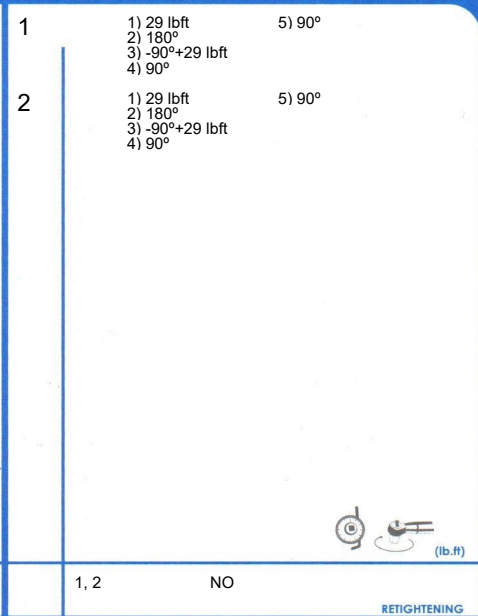 1 1) 29 lbft 5) 90º
2) 180º
3) -90º+29 lbft
4) 90º
2 1) 29 lbft 5) 90º
2) 180º
3) -90º+29 lbft
4) 90º
(lb.ft)
1, 2 NO
RETIGHTENING